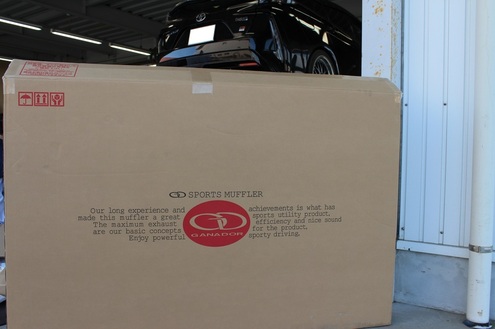 SPORTS MUFFLER
Our long experience and achievements is what has
made this muffler a great sports utility product.
The maximum exhaust efficiency and nice sound
are our basic concepts for the product.
Enjoy powerful sporty driving.
GANADOR